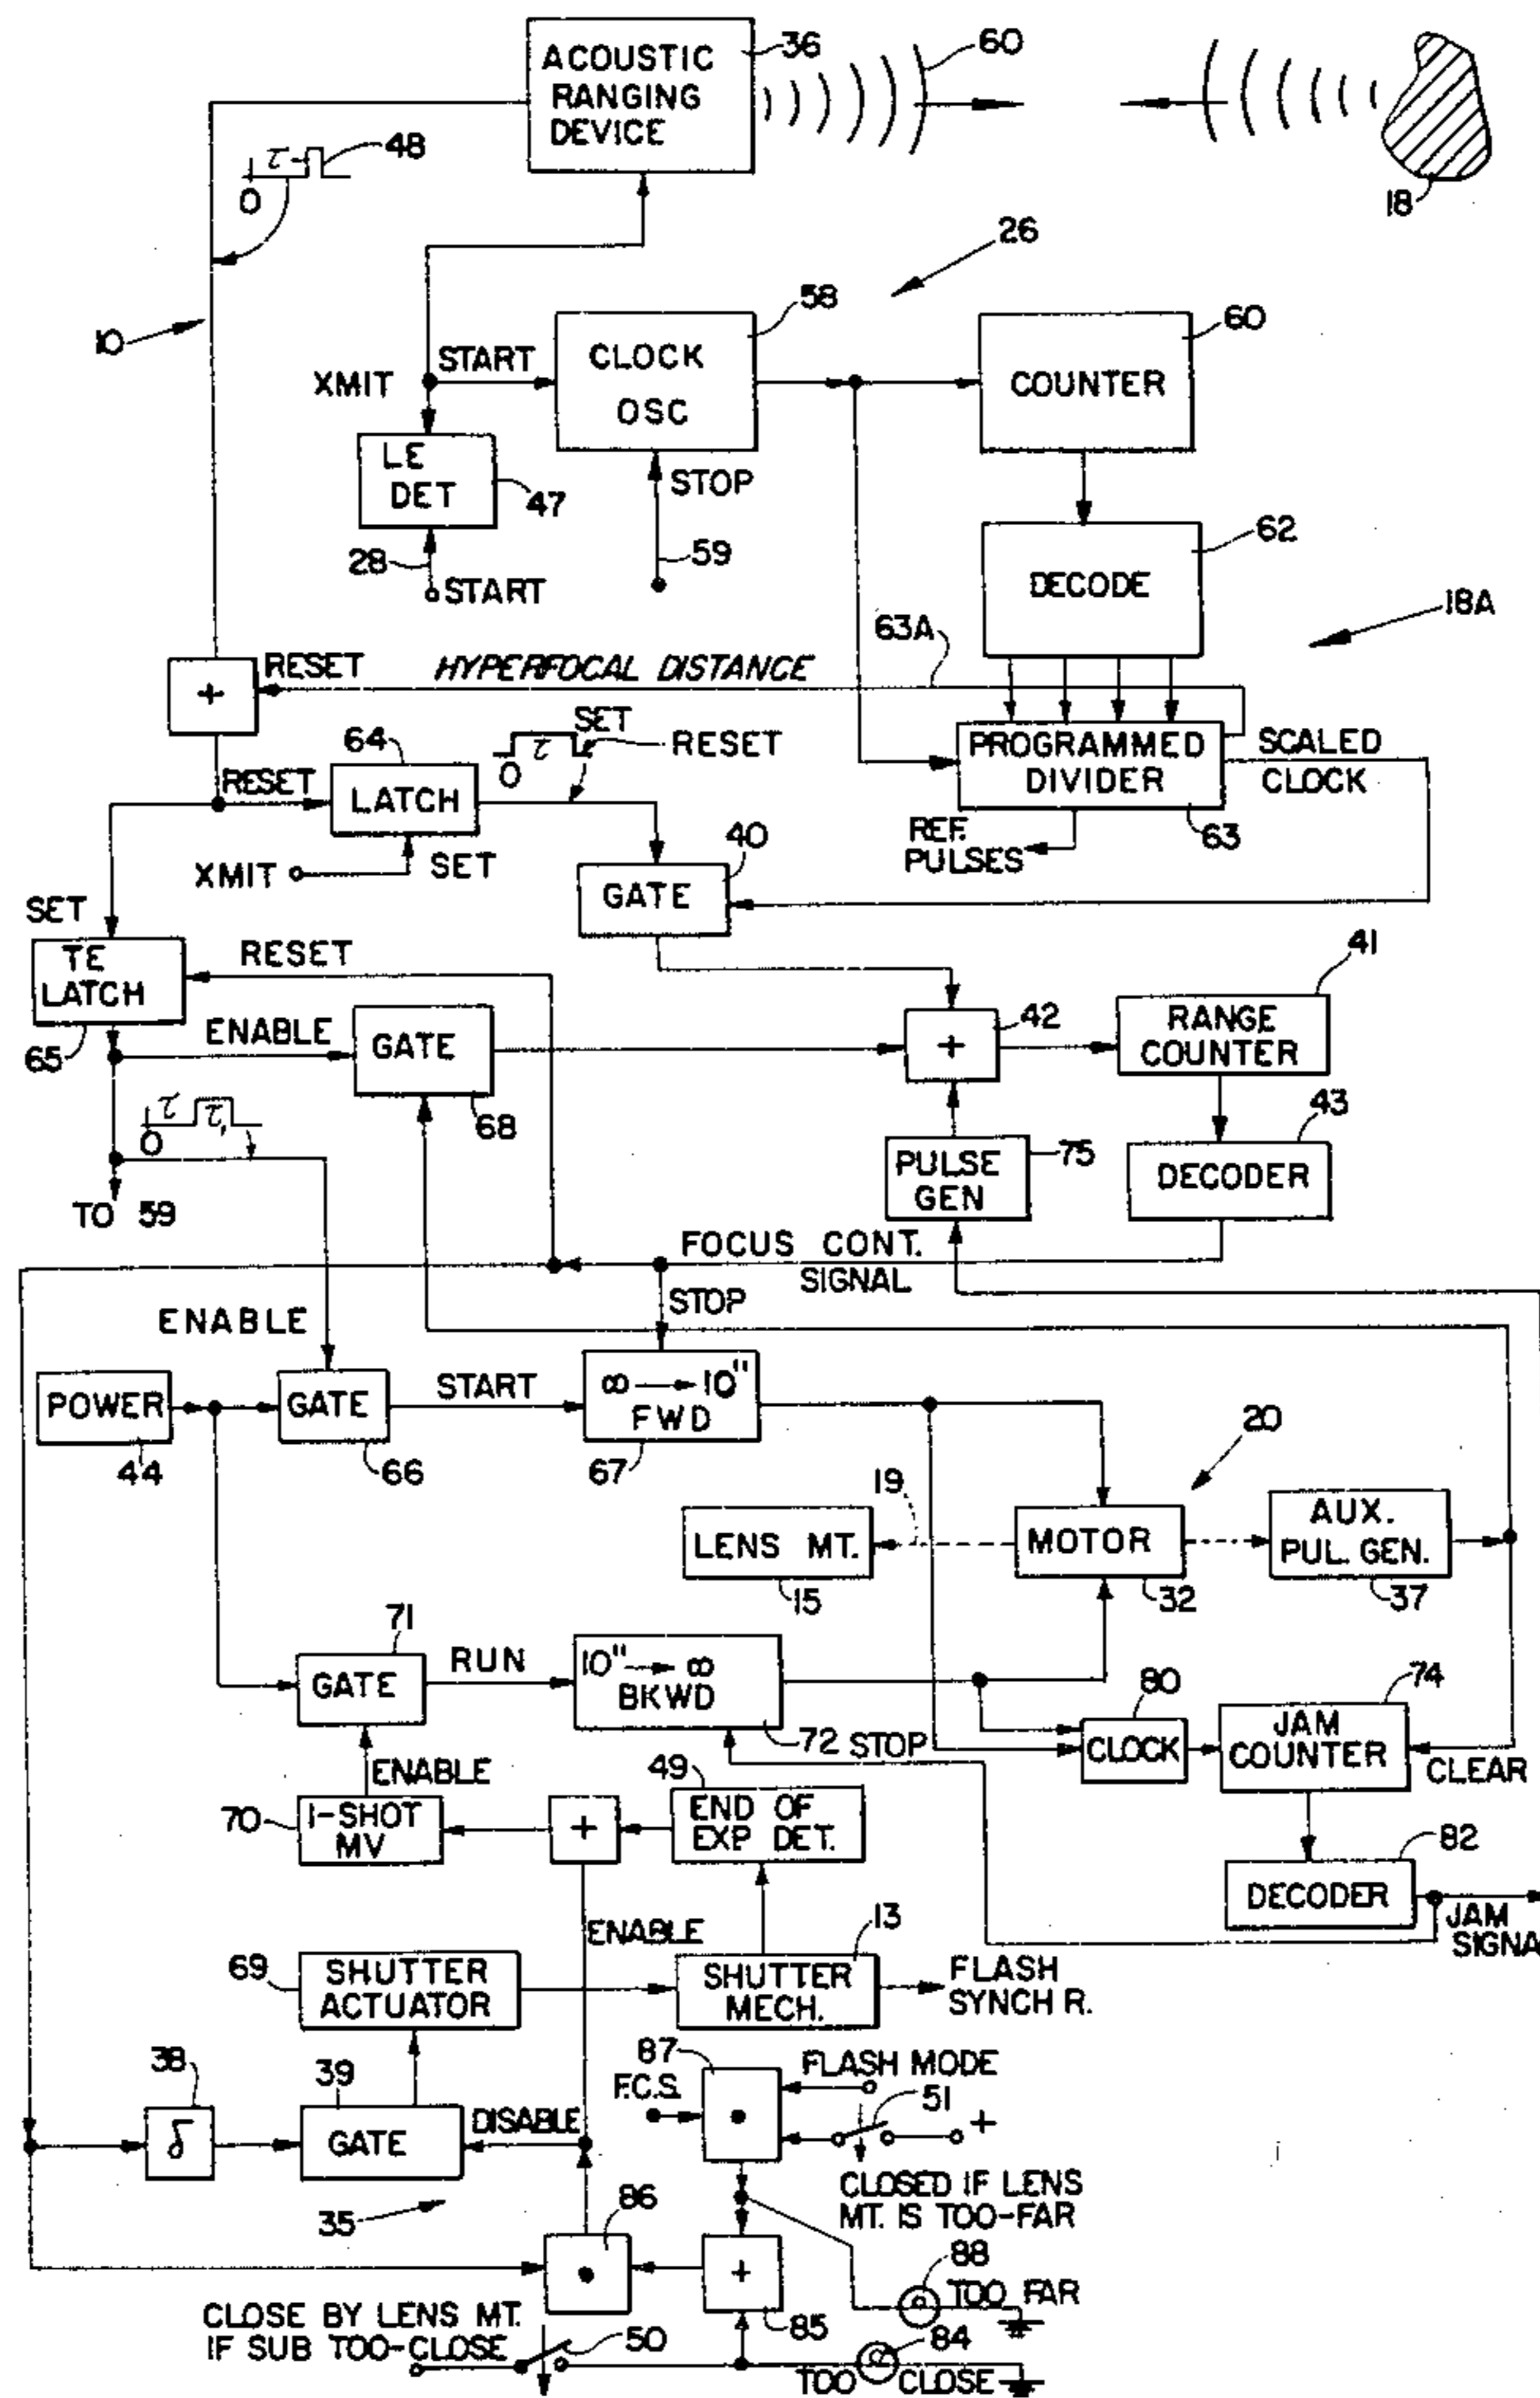 ACOUSTIC
RANGING
DEVICE
36
60
18
τ
48
0
10
26
58
60
XMIT
START
CLOCK
OSC
COUNTER
LE
DET
47
STOP
59
28
START
62
DECODE
18A
63A
RESET
HYPERFOCAL DISTANCE
+
64
SET
τ
0
RESET
PROGRAMMED
DIVIDER
SCALED
CLOCK
RESET
LATCH
REF.
PULSES
63
XMIT
SET
40
GATE
SET
TE
LATCH
65
RESET
41
ENABLE
GATE
68
+
42
RANGE
COUNTER
τ
τ₁
0
43
PULSE
GEN
75
DECODER
TO 59
FOCUS CONT.
SIGNAL
STOP
ENABLE
POWER
44
GATE
66
START
∞ → 10"
FWD
67
20
19
LENS MT.
15
MOTOR
32
AUX.
PUL. GEN.
37
71
GATE
RUN
10" → ∞
BKWD
72
STOP
80
CLOCK
74
JAM
COUNTER
CLEAR
ENABLE
49
70
1-SHOT
MV
+
END OF
EXP DET.
82
DECODER
JAM
SIGNA
ENABLE
13
69
SHUTTER
ACTUATOR
SHUTTER
MECH.
FLASH
SYNCH R.
38
δ
39
GATE
DISABLE
87
FLASH MODE
F.C.S.
•
51
+
CLOSED IF LENS
MT. IS TOO-FAR
35
86
•
+
85
88
TOO FAR
CLOSE BY LENS MT.
IF SUB TOO-CLOSE
50
84
TOO CLOSE